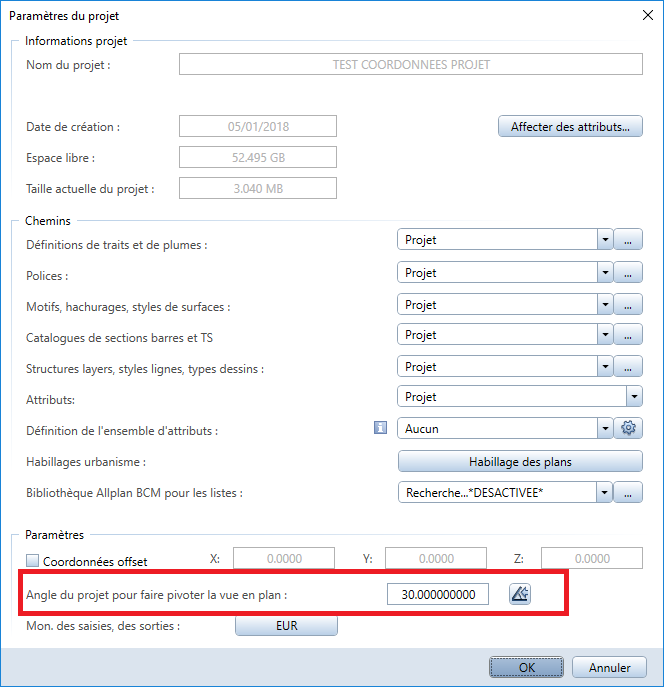 Paramètres du projet
Informations projet
Nom du projet : TEST COORDONNEES PROJET
Date de création : 05/01/2018 Affecter des attributs...
Espace libre : 52.495 GB
Taille actuelle du projet : 3.040 MB
Chemins
Définitions de traits et de plumes : Projet ...
Polices : Projet ...
Motifs, hachurages, styles de surfaces : Projet ...
Catalogues de sections barres et TS Projet ...
Structures layers, styles lignes, types dessins : Projet ...
Attributs: Projet
Définition de l'ensemble d'attributs : i Aucun
Habillages urbanisme : Habillage des plans
Bibliothèque Allplan BCM pour les listes : Recherche...*DESACTIVEE* ...
Paramètres
Coordonnées offset X: 0.0000 Y: 0.0000 Z: 0.0000
Angle du projet pour faire pivoter la vue en plan : 30.000000000
Mon. des saisies, des sorties : EUR
OK Annuler